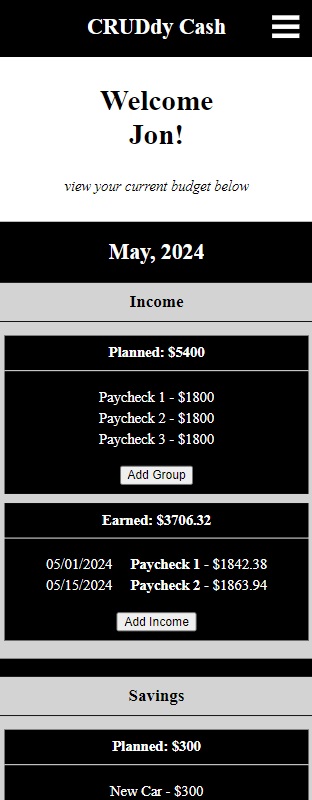 CRUDdy Cash
Welcome
Jon!
view your current budget below
May, 2024
Income
Planned: $5400
Paycheck 1 - $1800
Paycheck 2 - $1800
Paycheck 3 - $1800
Add Group
Earned: $3706.32
05/01/2024 Paycheck 1 - $1842.38
05/15/2024 Paycheck 2 - $1863.94
Add Income
Savings
Planned: $300
New Car - $300